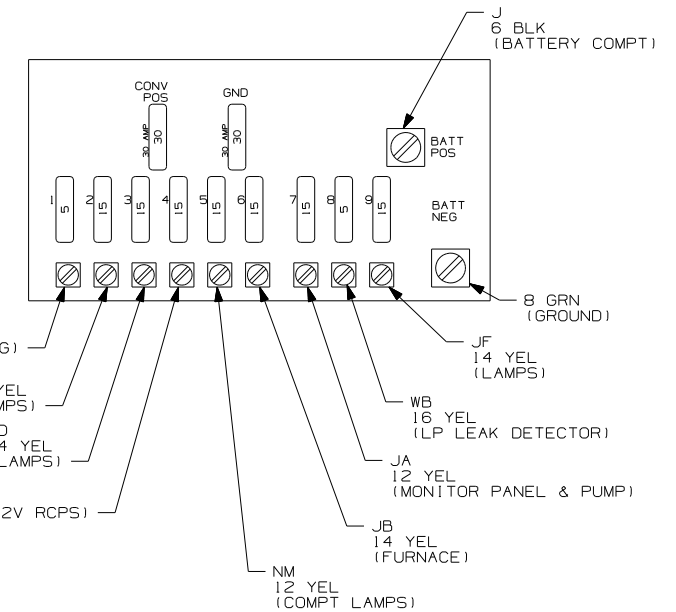 J
6 BLK
(BATTERY COMPT)
CONV
POS
GND
30 AMP
30
30 AMP
30
BATT
POS
1
5
2
15
3
15
4
15
5
15
6
15
7
15
8
5
9
15
BATT
NEG
8 GRN
(GROUND)
G)
JF
14 YEL
(LAMPS)
YEL
MPS)
WB
16 YEL
(LP LEAK DETECTOR)
4 YEL
LAMPS)
JA
12 YEL
(MONITOR PANEL & PUMP)
2V RCPS)
JB
14 YEL
(FURNACE)
NM
12 YEL
(COMPT LAMPS)